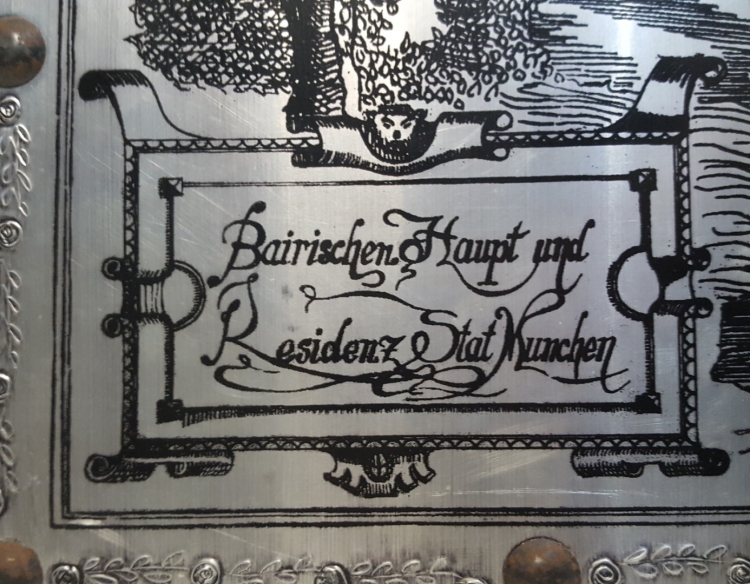 Bairischen Haupt und
Residenz Stat Munchen